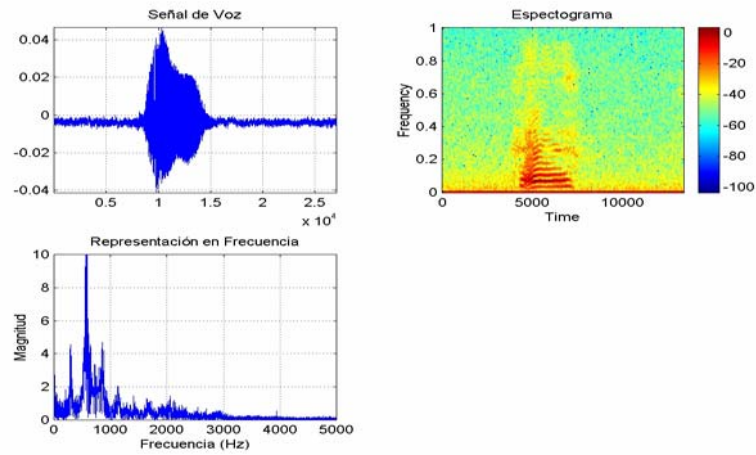 Señal de Voz
0.04
0.02
0
-0.02
-0.04
0.5 1 1.5 2 2.5
x 10⁴
Espectograma
Frequency
1
0.8
0.6
0.4
0.2
0
0 5000 10000
Time
0
-20
-40
-60
-80
-100
Representación en Frecuencia
Magnitud
10
8
6
4
2
0
0 1000 2000 3000 4000 5000
Frecuencia (Hz)